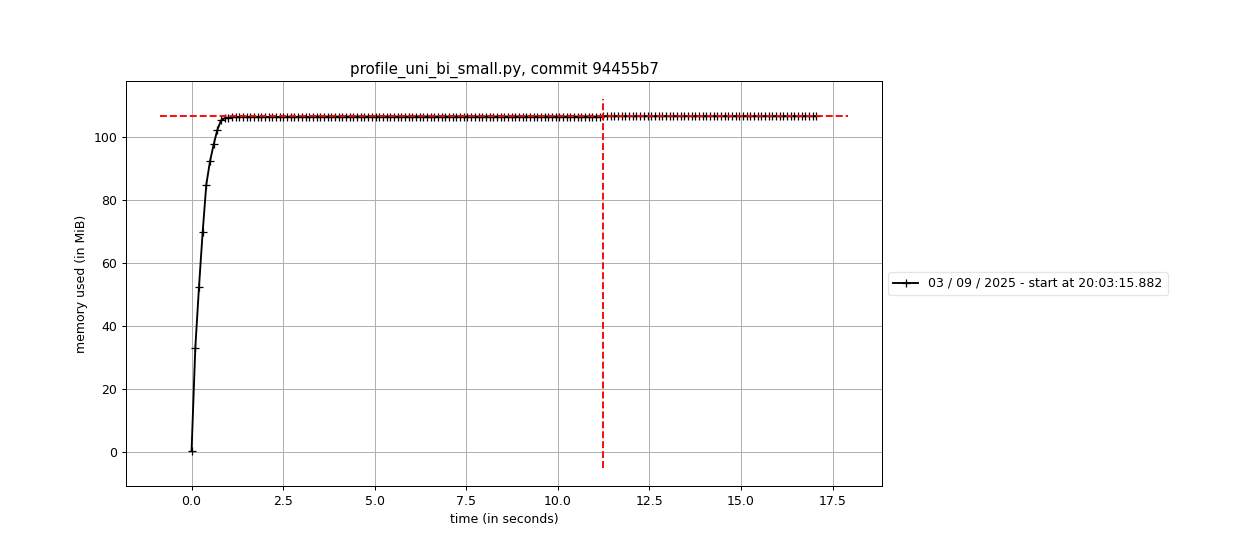 profile_uni_bi_small.py, commit 94455b7
memory used (in MiB)
100
80
60
40
20
0
0.0 2.5 5.0 7.5 10.0 12.5 15.0 17.5
time (in seconds)
03 / 09 / 2025 - start at 20:03:15.882